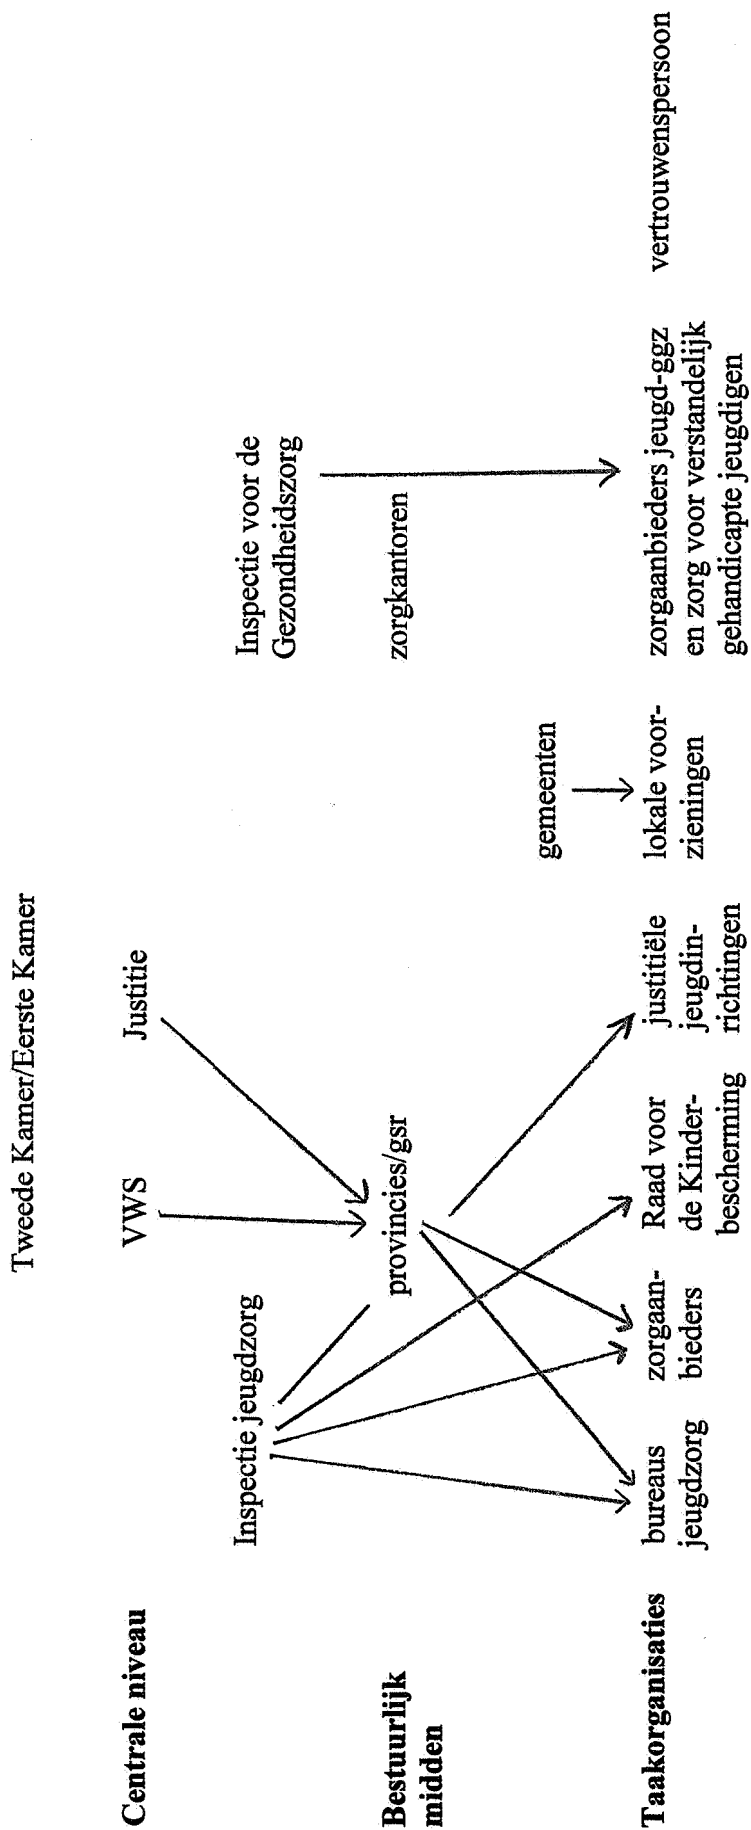 Tweede Kamer/Eerste Kamer
Centrale niveau
VWS
Justitie
Inspectie jeugdzorg
Inspectie voor de
Gezondheidszorg
Bestuurlijk
midden
provincies/gsr
zorgkantoren
gemeenten
Taakorganisaties
bureaus
jeugdzorg
zorgaan-
bieders
Raad voor
de Kinder-
bescherming
justitiële
jeugdin-
richtingen
lokale voor-
zieningen
zorgaanbieders jeugd-ggz
en zorg voor verstandelijk
gehandicapte jeugdigen
vertrouwenspersoon